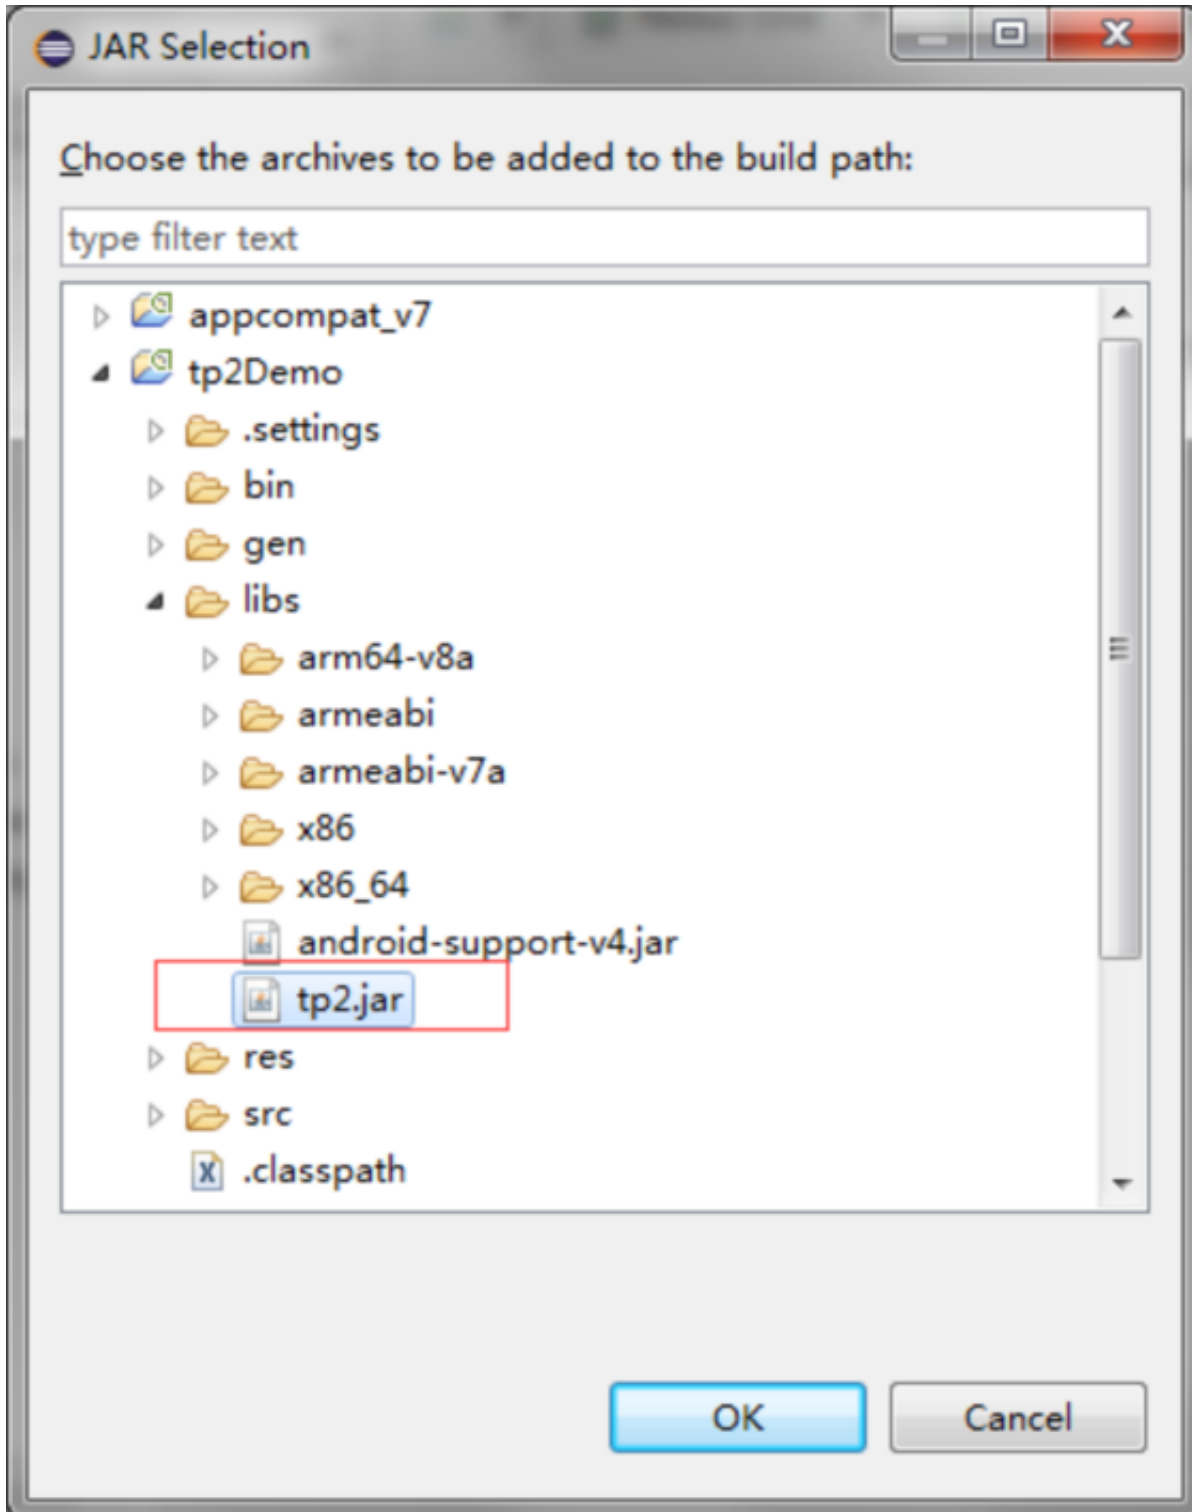 JAR Selection
Choose the archives to be added to the build path:
type filter text
appcompat_v7
tp2Demo
.settings
bin
gen
libs
arm64-v8a
armeabi
armeabi-v7a
x86
x86_64
android-support-v4.jar
tp2.jar
res
src
.classpath
OK
Cancel